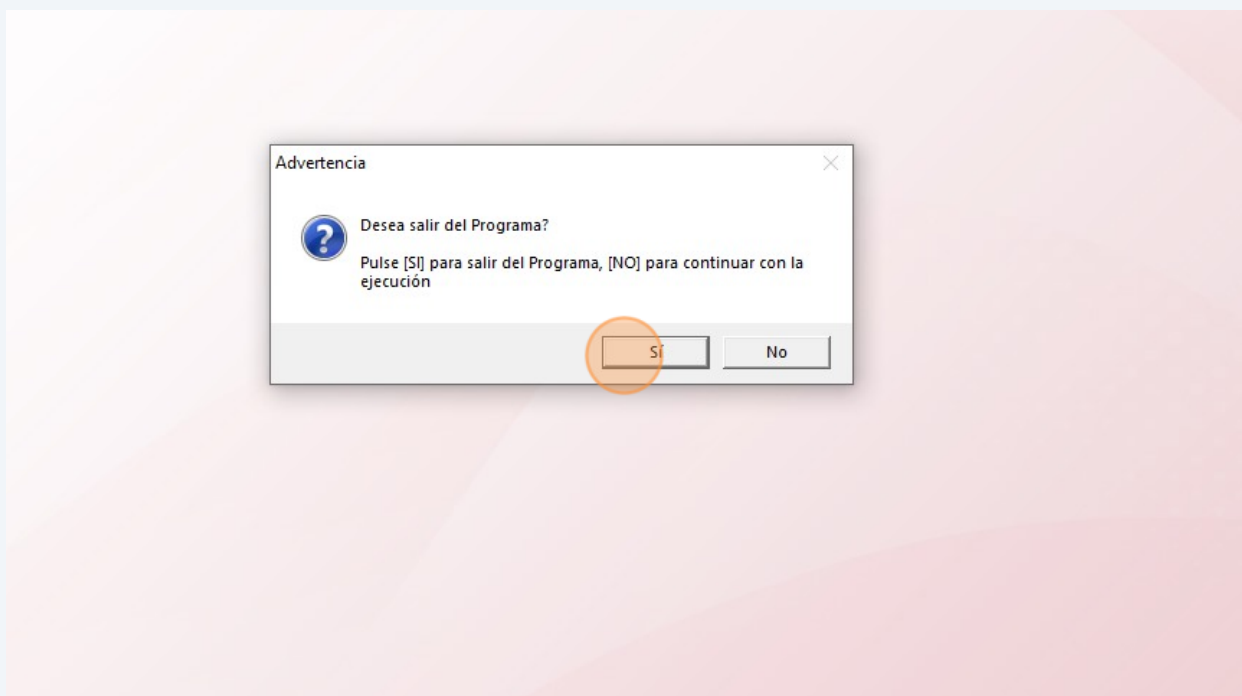 Advertencia
Desea salir del Programa?
Pulse [SI] para salir del Programa, [NO] para continuar con la
ejecución
Sí
No